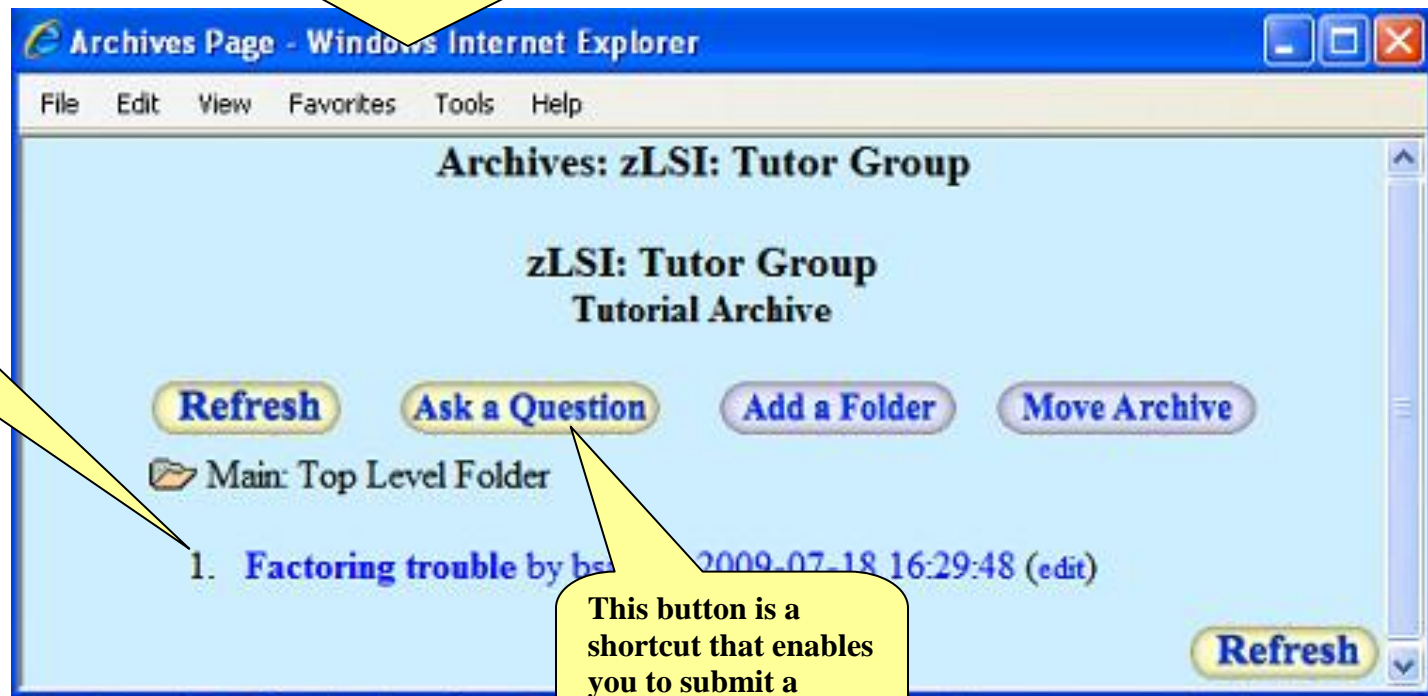 Archives Page - Windows Internet Explorer
File Edit View Favorites Tools Help
Archives: zLSI: Tutor Group
zLSI: Tutor Group
Tutorial Archive
Refresh Ask a Question Add a Folder Move Archive
Main: Top Level Folder
1. Factoring trouble by 2009-07-18 16:29:48 (edit)
This button is a
shortcut that enables
you to submit a
Refresh